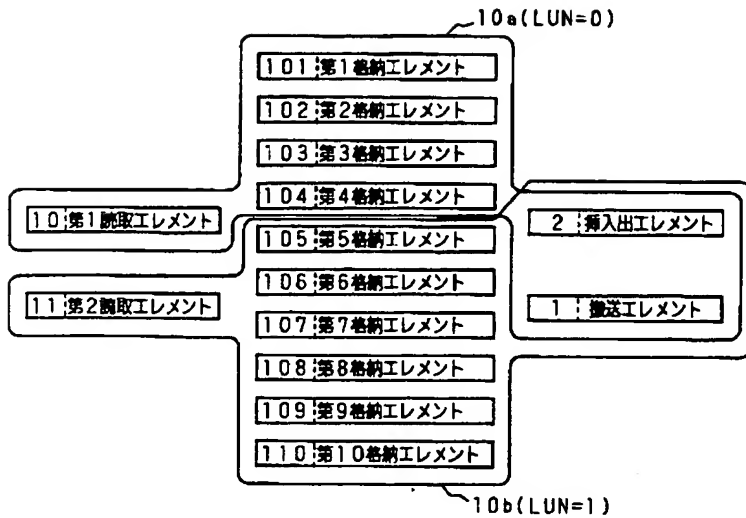 10a(LUN=0)
101 第1格納エレメント
102 第2格納エレメント
103 第3格納エレメント
104 第4格納エレメント
10 第1読取エレメント
2 挿入出エレメント
105 第5格納エレメント
106 第6格納エレメント
11 第2読取エレメント
1 搬送エレメント
107 第7格納エレメント
108 第8格納エレメント
109 第9格納エレメント
110 第10格納エレメント
10b(LUN=1)